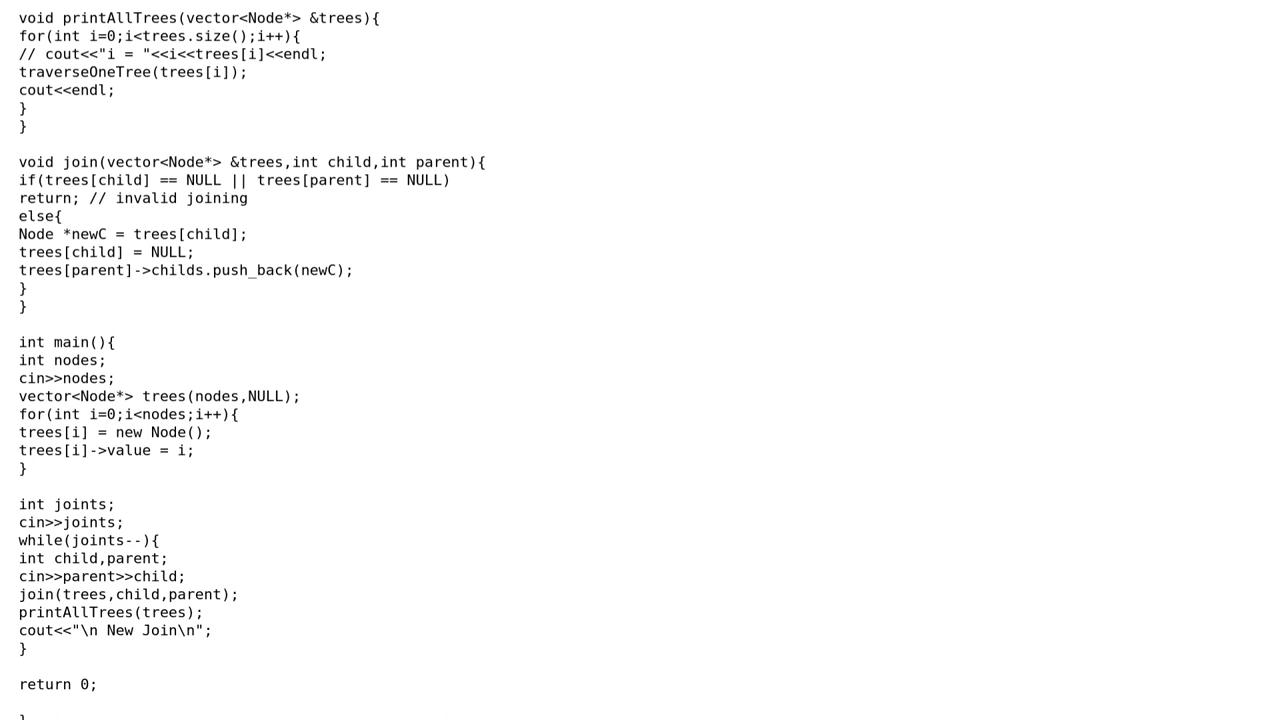 void printAllTrees(vector<Node*> &trees){
for(int i=0;i<trees.size();i++){
// cout<<"i = "<<i<<trees[i]<<endl;
traverseOneTree(trees[i]);
cout<<endl;
}
}

void join(vector<Node*> &trees,int child,int parent){
if(trees[child] == NULL || trees[parent] == NULL)
return; // invalid joining
else{
Node *newC = trees[child];
trees[child] = NULL;
trees[parent]->childs.push_back(newC);
}
}

int main(){
int nodes;
cin>>nodes;
vector<Node*> trees(nodes,NULL);
for(int i=0;i<nodes;i++){
trees[i] = new Node();
trees[i]->value = i;
}

int joints;
cin>>joints;
while(joints--){
int child,parent;
cin>>parent>>child;
join(trees,child,parent);
printAllTrees(trees);
cout<<"\n New Join\n";
}

return 0;

}